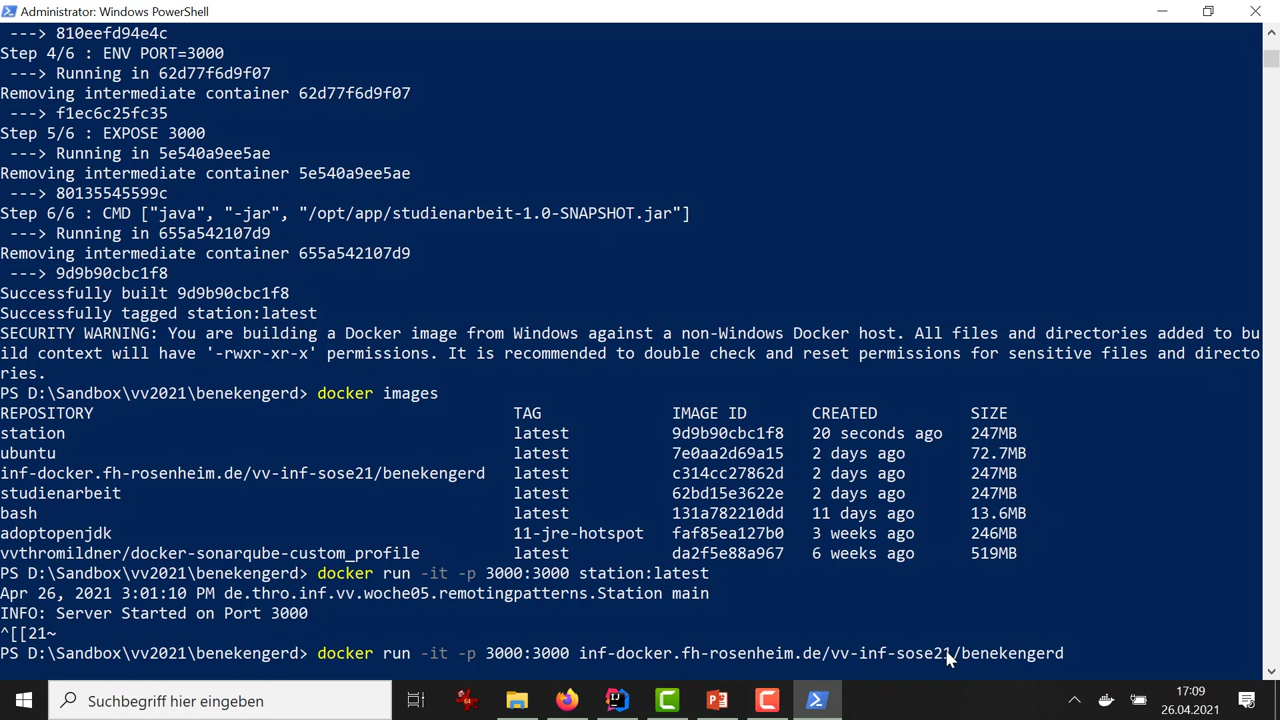 Administrator: Windows PowerShell
---> 810eefd94e4c
Step 4/6 : ENV PORT=3000
---> Running in 62d77f6d9f07
Removing intermediate container 62d77f6d9f07
---> f1ec6c25fc35
Step 5/6 : EXPOSE 3000
---> Running in 5e540a9ee5ae
Removing intermediate container 5e540a9ee5ae
---> 80135545599c
Step 6/6 : CMD ["java", "-jar", "/opt/app/studienarbeit-1.0-SNAPSHOT.jar"]
---> Running in 655a542107d9
Removing intermediate container 655a542107d9
---> 9d9b90cbc1f8
Successfully built 9d9b90cbc1f8
Successfully tagged station:latest
SECURITY WARNING: You are building a Docker image from Windows against a non-Windows Docker host. All files and directories added to bu
ild context will have '-rwxr-xr-x' permissions. It is recommended to double check and reset permissions for sensitive files and directo
ries.
PS D:\Sandbox\vv2021\benekengerd> docker images
REPOSITORY TAG IMAGE ID CREATED SIZE
station latest 9d9b90cbc1f8 20 seconds ago 247MB
ubuntu latest 7e0aa2d69a15 2 days ago 72.7MB
inf-docker.fh-rosenheim.de/vv-inf-sose21/benekengerd latest c314cc27862d 2 days ago 247MB
studienarbeit latest 62bd15e3622e 2 days ago 247MB
bash latest 131a782210dd 11 days ago 13.6MB
adoptopenjdk 11-jre-hotspot faf85ea127b0 3 weeks ago 246MB
vvthromildner/docker-sonarqube-custom_profile latest da2f5e88a967 6 weeks ago 519MB
PS D:\Sandbox\vv2021\benekengerd> docker run -it -p 3000:3000 station:latest
Apr 26, 2021 3:01:10 PM de.thro.inf.vv.woche05.remotingpatterns.Station main
INFO: Server Started on Port 3000
^[[21~
PS D:\Sandbox\vv2021\benekengerd> docker run -it -p 3000:3000 inf-docker.fh-rosenheim.de/vv-inf-sose21/benekengerd
Suchbegriff hier eingeben
17:09
26.04.2021